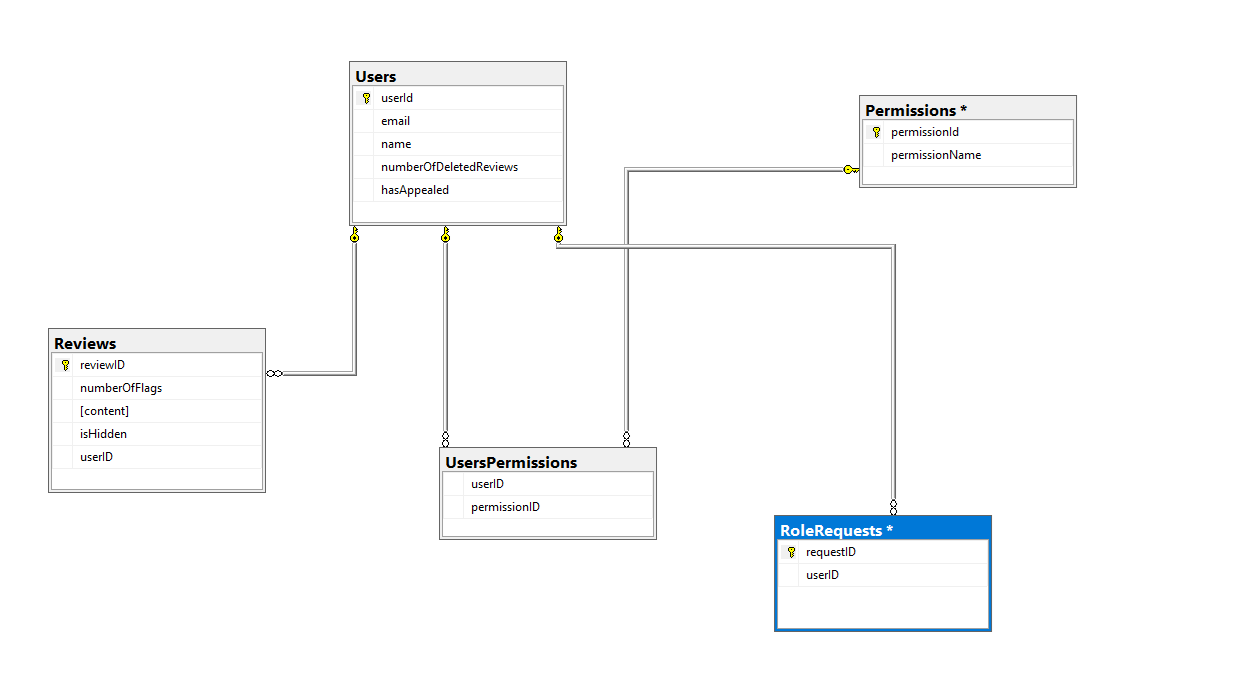 Users
userId
email
name
numberOfDeletedReviews
hasAppealed
Permissions *
permissionId
permissionName
Reviews
reviewID
numberOfFlags
[content]
isHidden
userID
UsersPermissions
userID
permissionID
RoleRequests *
requestID
userID